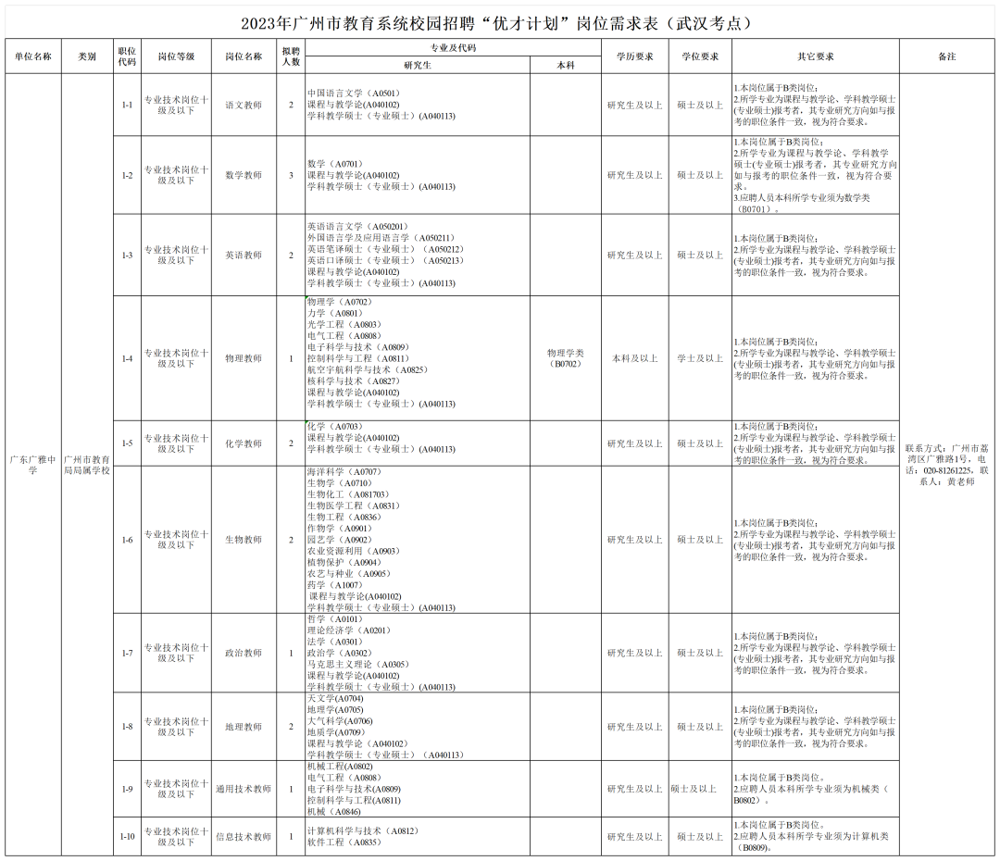 2023年广州市教育系统校园招聘“优才计划”岗位需求表（武汉考点）
单位名称
类别
职位
代码
岗位等级
岗位名称
拟聘
人数
专业及代码
研究生
本科
学历要求
学位要求
其它要求
备注
广东广雅中
学
广州市教育
局局属学校
1-1
专业技术岗位十
级及以下
语文教师
2
中国语言文学（A0501）
课程与教学论(A040102)
学科教学硕士（专业硕士）(A040113)
研究生及以上
硕士及以上
1.本岗位属于B类岗位；
2.所学专业为课程与教学论、学科教学硕士
(专业硕士)报考者，其专业研究方向如与报
考的职位条件一致，视为符合要求。
1-2
专业技术岗位十
级及以下
数学教师
3
数学（A0701）
课程与教学论(A040102)
学科教学硕士（专业硕士）(A040113)
研究生及以上
硕士及以上
1.本岗位属于B类岗位；
2.所学专业为课程与教学论、学科教学
硕士(专业硕士)报考者，其专业研究方向
如与报考的职位条件一致，视为符合要
求。
3.应聘人员本科所学专业须为数学类
（B0701）。
1-3
专业技术岗位十
级及以下
英语教师
2
英语语言文学（A050201）
外国语言学及应用语言学（A050211）
英语笔译硕士（专业硕士）（A050212）
英语口译硕士（专业硕士）（A050213）
课程与教学论(A040102)
学科教学硕士（专业硕士）(A040113)
研究生及以上
硕士及以上
1.本岗位属于B类岗位；
2.所学专业为课程与教学论、学科教学硕士
(专业硕士)报考者，其专业研究方向如与报
考的职位条件一致，视为符合要求。
1-4
专业技术岗位十
级及以下
物理教师
1
物理学（A0702）
力学（A0801）
光学工程（A0803）
电气工程（A0808）
电子科学与技术（A0809）
控制科学与工程（A0811）
航空宇航科学与技术（A0825）
核科学与技术（A0827）
课程与教学论(A040102)
学科教学硕士（专业硕士）(A040113)
物理学类
（B0702）
本科及以上
学士及以上
1.本岗位属于B类岗位；
2.所学专业为课程与教学论、学科教学硕士
(专业硕士)报考者，其专业研究方向如与报
考的职位条件一致，视为符合要求。
1-5
专业技术岗位十
级及以下
化学教师
2
化学（A0703）
课程与教学论(A040102)
学科教学硕士（专业硕士）(A040113)
研究生及以上
硕士及以上
1.本岗位属于B类岗位；
2.所学专业为课程与教学论、学科教学硕士
(专业硕士)报考者，其专业研究方向如与报
考的职位条件一致，视为符合要求。
联系方式：广州市荔
湾区广雅路1号，电
话：020-81261225，联
系人：黄老师
1-6
专业技术岗位十
级及以下
生物教师
2
海洋科学（A0707）
生物学（A0710）
生物化工（A081703）
生物医学工程（A0831）
生物工程（A0836）
作物学（A0901）
园艺学（A0902）
农业资源利用（A0903）
植物保护（A0904）
农艺与种业（A0905）
药学（A1007）
课程与教学论(A040102)
学科教学硕士（专业硕士）(A040113)
研究生及以上
硕士及以上
1.本岗位属于B类岗位；
2.所学专业为课程与教学论、学科教学硕士
(专业硕士)报考者，其专业研究方向如与报
考的职位条件一致，视为符合要求。
1-7
专业技术岗位十
级及以下
政治教师
1
哲学（A0101）
理论经济学（A0201）
法学（A0301）
政治学（A0302）
马克思主义理论（A0305）
课程与教学论(A040102)
学科教学硕士（专业硕士）(A040113)
研究生及以上
硕士及以上
1.本岗位属于B类岗位；
2.所学专业为课程与教学论、学科教学硕士
(专业硕士)报考者，其专业研究方向如与报
考的职位条件一致，视为符合要求。
1-8
专业技术岗位十
级及以下
地理教师
2
天文学(A0704)
地理学(A0705)
大气科学(A0706)
地质学(A0709)
课程与教学论（A040102）
学科教学硕士（专业硕士）（A040113）
研究生及以上
硕士及以上
1.本岗位属于B类岗位；
2.所学专业为课程与教学论、学科教学硕士
(专业硕士)报考者，其专业研究方向如与报
考的职位条件一致，视为符合要求。
1-9
专业技术岗位十
级及以下
通用技术教师
1
机械工程(A0802)
电气工程（A0808）
电子科学与技术(A0809)
控制科学与工程(A0811)
机械（A0846）
研究生及以上
硕士及以上
1.本岗位属于B类岗位。
2.应聘人员本科所学专业须为机械类（
B0802）。
1-10
专业技术岗位十
级及以下
信息技术教师
1
计算机科学与技术（A0812）
软件工程（A0835）
研究生及以上
硕士及以上
1.本岗位属于B类岗位。
2.应聘人员本科所学专业须为计算机类
（B0809)。